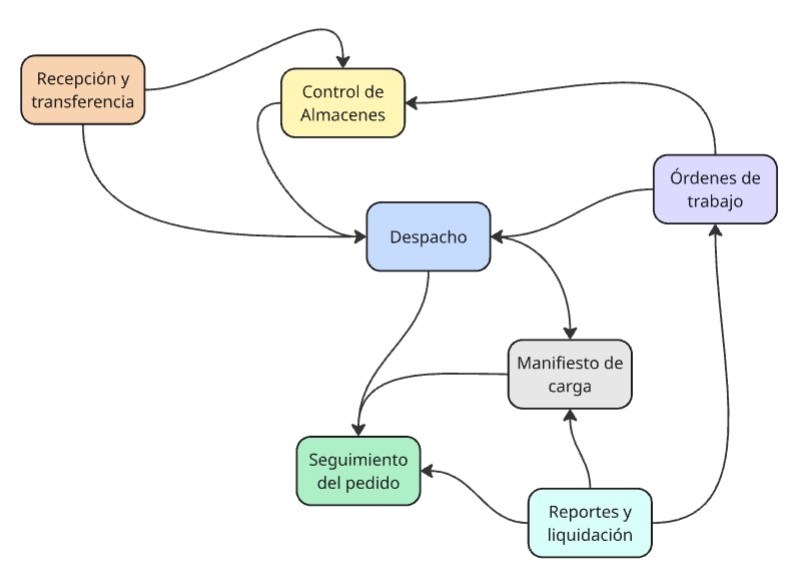 Recepción y
transferencia
Control de
Almacenes
Órdenes de
trabajo
Despacho
Manifiesto de
carga
Seguimiento
del pedido
Reportes y
liquidación